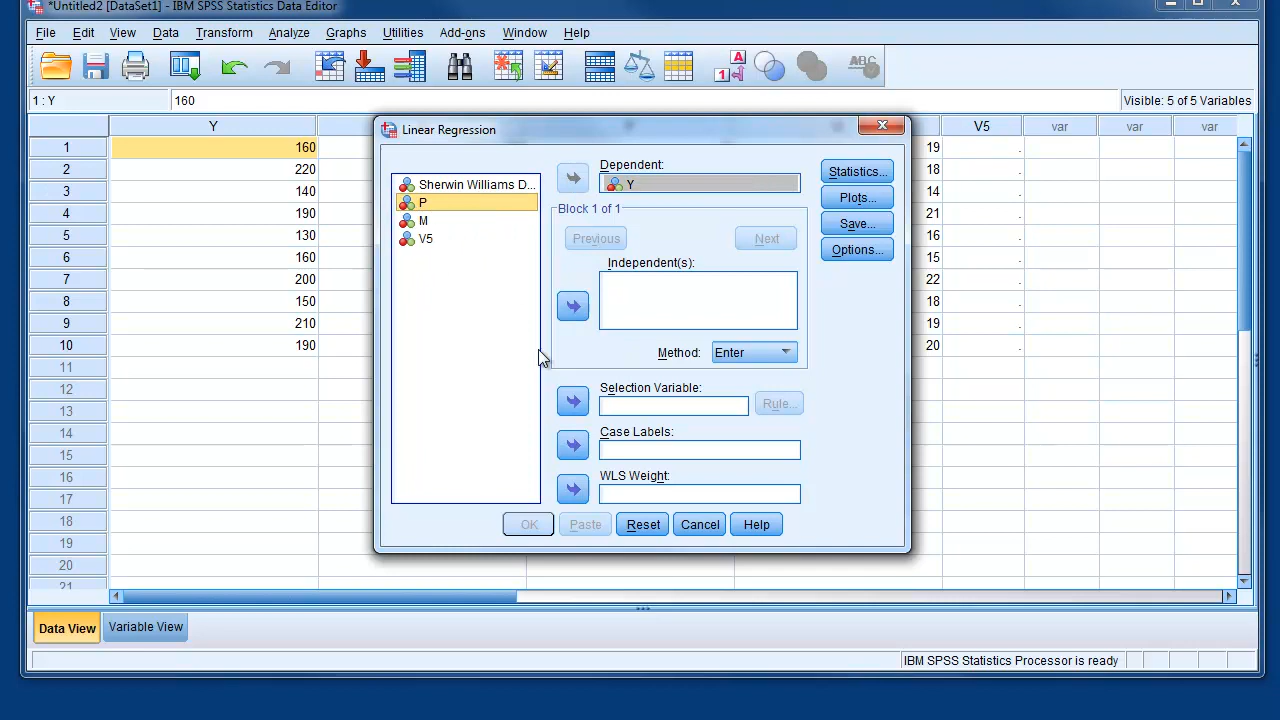 *Untitled2 [DataSet1] - IBM SPSS Statistics Data Editor
File Edit View Data Transform Analyze Graphs Utilities Add-ons Window Help
1 : Y 160 Visible: 5 of 5 Variables
Y V5 var var var
1 160 19 .
2 220 18 .
3 140 14 .
4 190 21 .
5 130 16 .
6 160 15 .
7 200 22 .
8 150 18 .
9 210 19 .
10 190 20 .
11
12
13
14
15
16
17
18
19
20
21
Linear Regression
Sherwin Williams D...
P
M
V5
Dependent:
Y
Block 1 of 1
Previous Next
Independent(s):
Method: Enter
Selection Variable:
Rule...
Case Labels:
WLS Weight:
Statistics...
Plots...
Save...
Options...
OK Paste Reset Cancel Help
Data View Variable View
IBM SPSS Statistics Processor is ready